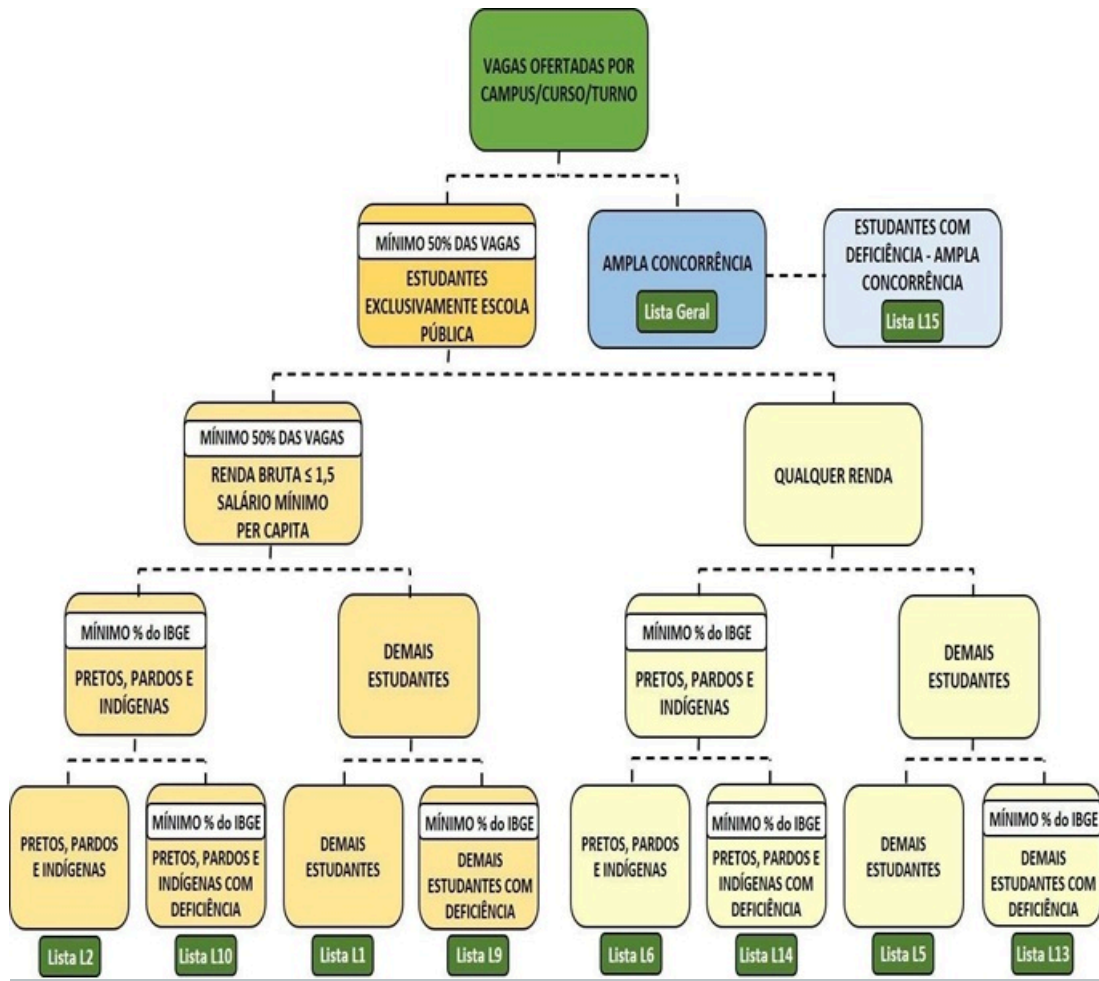 VAGAS OFERTADAS POR
CAMPUS/CURSO/TURNO
MÍNIMO 50% DAS VAGAS
ESTUDANTES
EXCLUSIVAMENTE ESCOLA
PÚBLICA
AMPLA CONCORRÊNCIA
Lista Geral
ESTUDANTES COM
DEFICIÊNCIA - AMPLA
CONCORRÊNCIA
Lista L15
MÍNIMO 50% DAS VAGAS
RENDA BRUTA ≤ 1,5
SALÁRIO MÍNIMO
PER CAPITA
QUALQUER RENDA
MÍNIMO % do IBGE
PRETOS, PARDOS E
INDÍGENAS
DEMAIS
ESTUDANTES
MÍNIMO % do IBGE
PRETOS, PARDOS E
INDÍGENAS
DEMAIS
ESTUDANTES
PRETOS, PARDOS
E INDÍGENAS
Lista L2
MÍNIMO % do IBGE
PRETOS, PARDOS E
INDÍGENAS COM
DEFICIÊNCIA
Lista L10
DEMAIS
ESTUDANTES
Lista L1
MÍNIMO % do IBGE
DEMAIS
ESTUDANTES COM
DEFICIÊNCIA
Lista L9
PRETOS, PARDOS
E INDÍGENAS
Lista L6
MÍNIMO % do IBGE
PRETOS, PARDOS E
INDÍGENAS COM
DEFICIÊNCIA
Lista L14
DEMAIS
ESTUDANTES
Lista L5
MÍNIMO % do IBGE
DEMAIS
ESTUDANTES COM
DEFICIÊNCIA
Lista L13